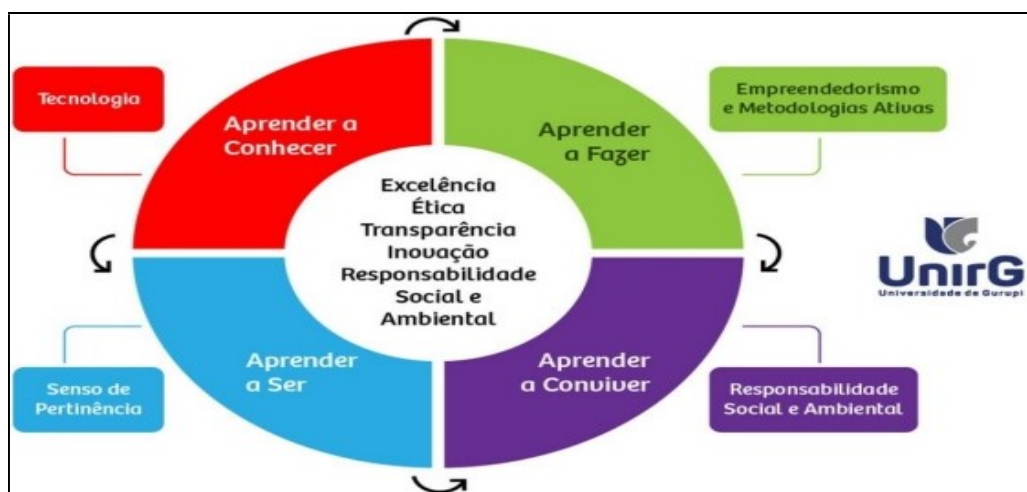 Tecnologia
Aprender a
Conhecer
Aprender
a Fazer
Empreendedorismo
e Metodologias Ativas
Excelência
Ética
Transparência
Inovação
Responsabilidade
Social e
Ambiental
UnirG
Universidade de Gurupi
Senso de
Pertinência
Aprender
a Ser
Aprender
a Conviver
Responsabilidade
Social e Ambiental